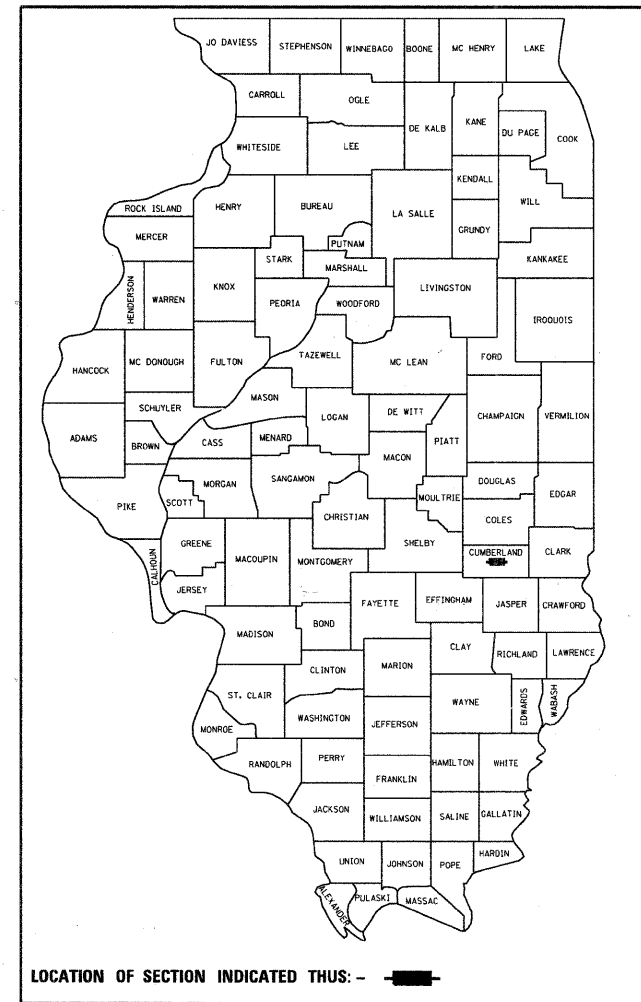 JO DAVIESS STEPHENSON WINNEBAGO BOONE MC HENRY LAKE
CARROLL OGLE DE KALB KANE DU PAGE COOK
WHITESIDE LEE
KENDALL WILL
ROCK ISLAND HENRY BUREAU LA SALLE GRUNDY
MERCER PUTNAM KANKAKEE
STARK MARSHALL
HENDERSON WARREN KNOX PEORIA WOODFORD LIVINGSTON IROQUOIS
HANCOCK MC DONOUGH FULTON TAZEWELL MC LEAN FORD
MASON
SCHUYLER LOGAN DE WITT CHAMPAIGN VERMILION
ADAMS BROWN CASS MENARD PIATT
MACON
MORGAN SANGAMON DOUGLAS
PIKE SCOTT MOULTRIE EDGAR
CHRISTIAN COLES
GREENE SHELBY
CALHOUN MACOUPIN MONTGOMERY CUMBERLAND CLARK
JERSEY FAYETTE EFFINGHAM JASPER CRAWFORD
MADISON BOND
CLAY RICHLAND LAWRENCE
CLINTON MARION
ST. CLAIR WAYNE EDWARDS WABASH
WASHINGTON JEFFERSON
MONROE
RANDOLPH PERRY HAMILTON WHITE
FRANKLIN
JACKSON WILLIAMSON SALINE GALLATIN
UNION JOHNSON POPE HARDIN
ALEXANDER PULASKI MASSAC
LOCATION OF SECTION INDICATED THUS: -